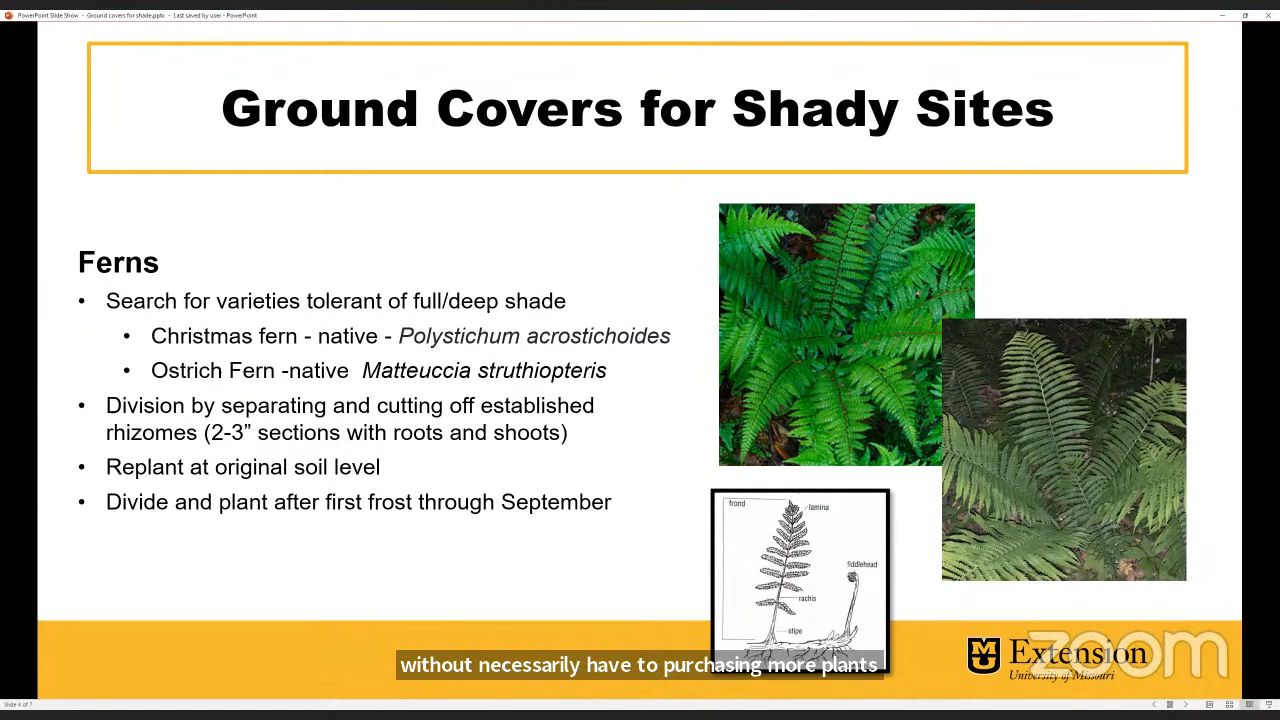 PowerPoint Slide Show - Ground covers for shade.pptx - Last saved by user - PowerPoint
Ground Covers for Shady Sites
Ferns
• Search for varieties tolerant of full/deep shade
• Christmas fern - native - Polystichum acrostichoides
• Ostrich Fern -native Matteuccia struthiopteris
• Division by separating and cutting off established
rhizomes (2-3” sections with roots and shoots)
• Replant at original soil level
• Divide and plant after first frost through September
frond
lamina
fiddlehead
rachis
stipe
without necessarily have to purchasing more plants
MU
Extension
University of Missouri
zoom
Slide 4 of 7